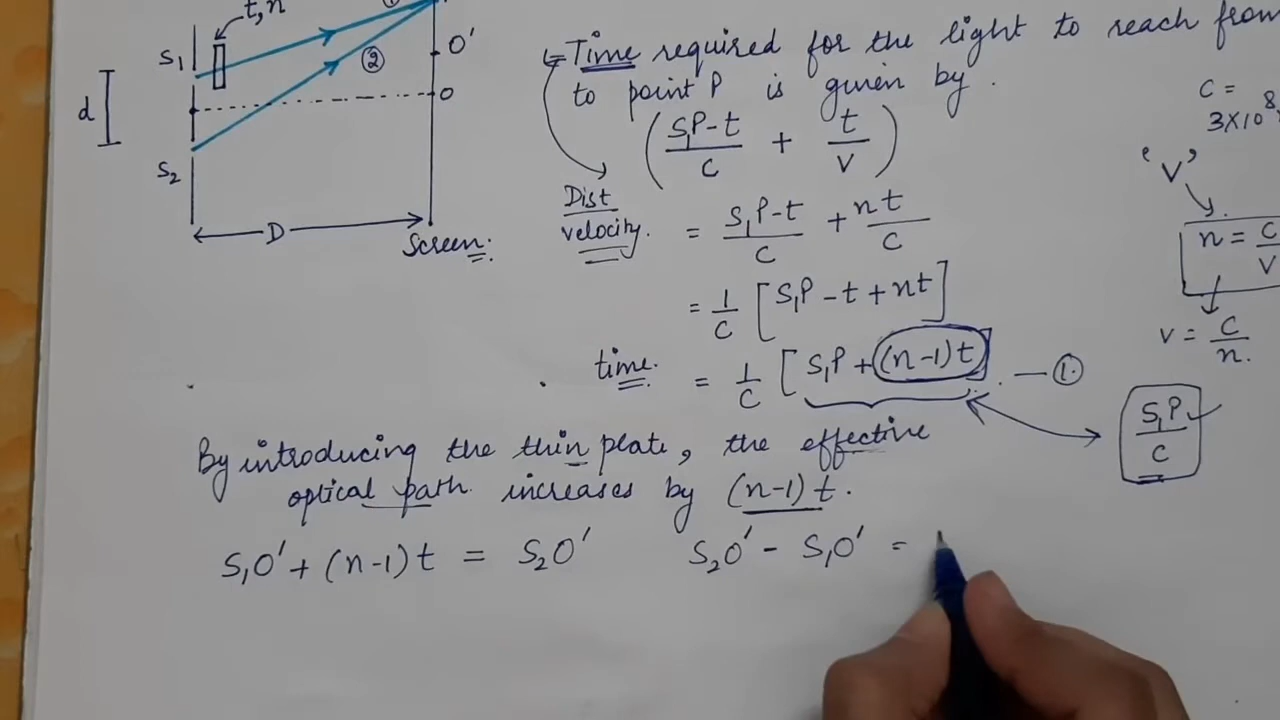 t, n
①
S₁
②
O'
O
d
S₂
D
Screen:
Time required for the light to reach from
to point P is given by.
(S₁P-t/c + t/v)
Dist/velocity. = S₁P-t/c + nt/c
= 1/c [S₁P - t + nt]
time. = 1/c [S₁P + (n-1)t]. — ①.
C =
3×10⁸
'V'
n = C/V
v = C/n.
S₁P/c
By introducing the thin plate, the effective
optical path increases by (n-1) t.
S₁O' + (n-1) t = S₂O' S₂O' - S₁O' =